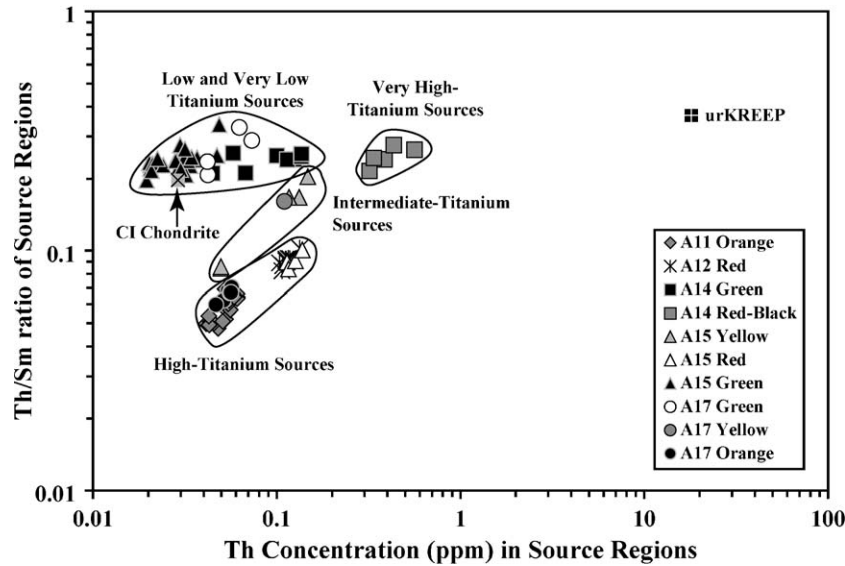 1
Low and Very Low
Titanium Sources
Very High-
Titanium Sources
urKREEP
Th/Sm ratio of Source Regions
CI Chondrite
Intermediate-Titanium
Sources
0.1
High-Titanium Sources
A11 Orange
A12 Red
A14 Green
A14 Red-Black
A15 Yellow
A15 Red
A15 Green
A17 Green
A17 Yellow
A17 Orange
0.01
0.01 0.1 1 10 100
Th Concentration (ppm) in Source Regions